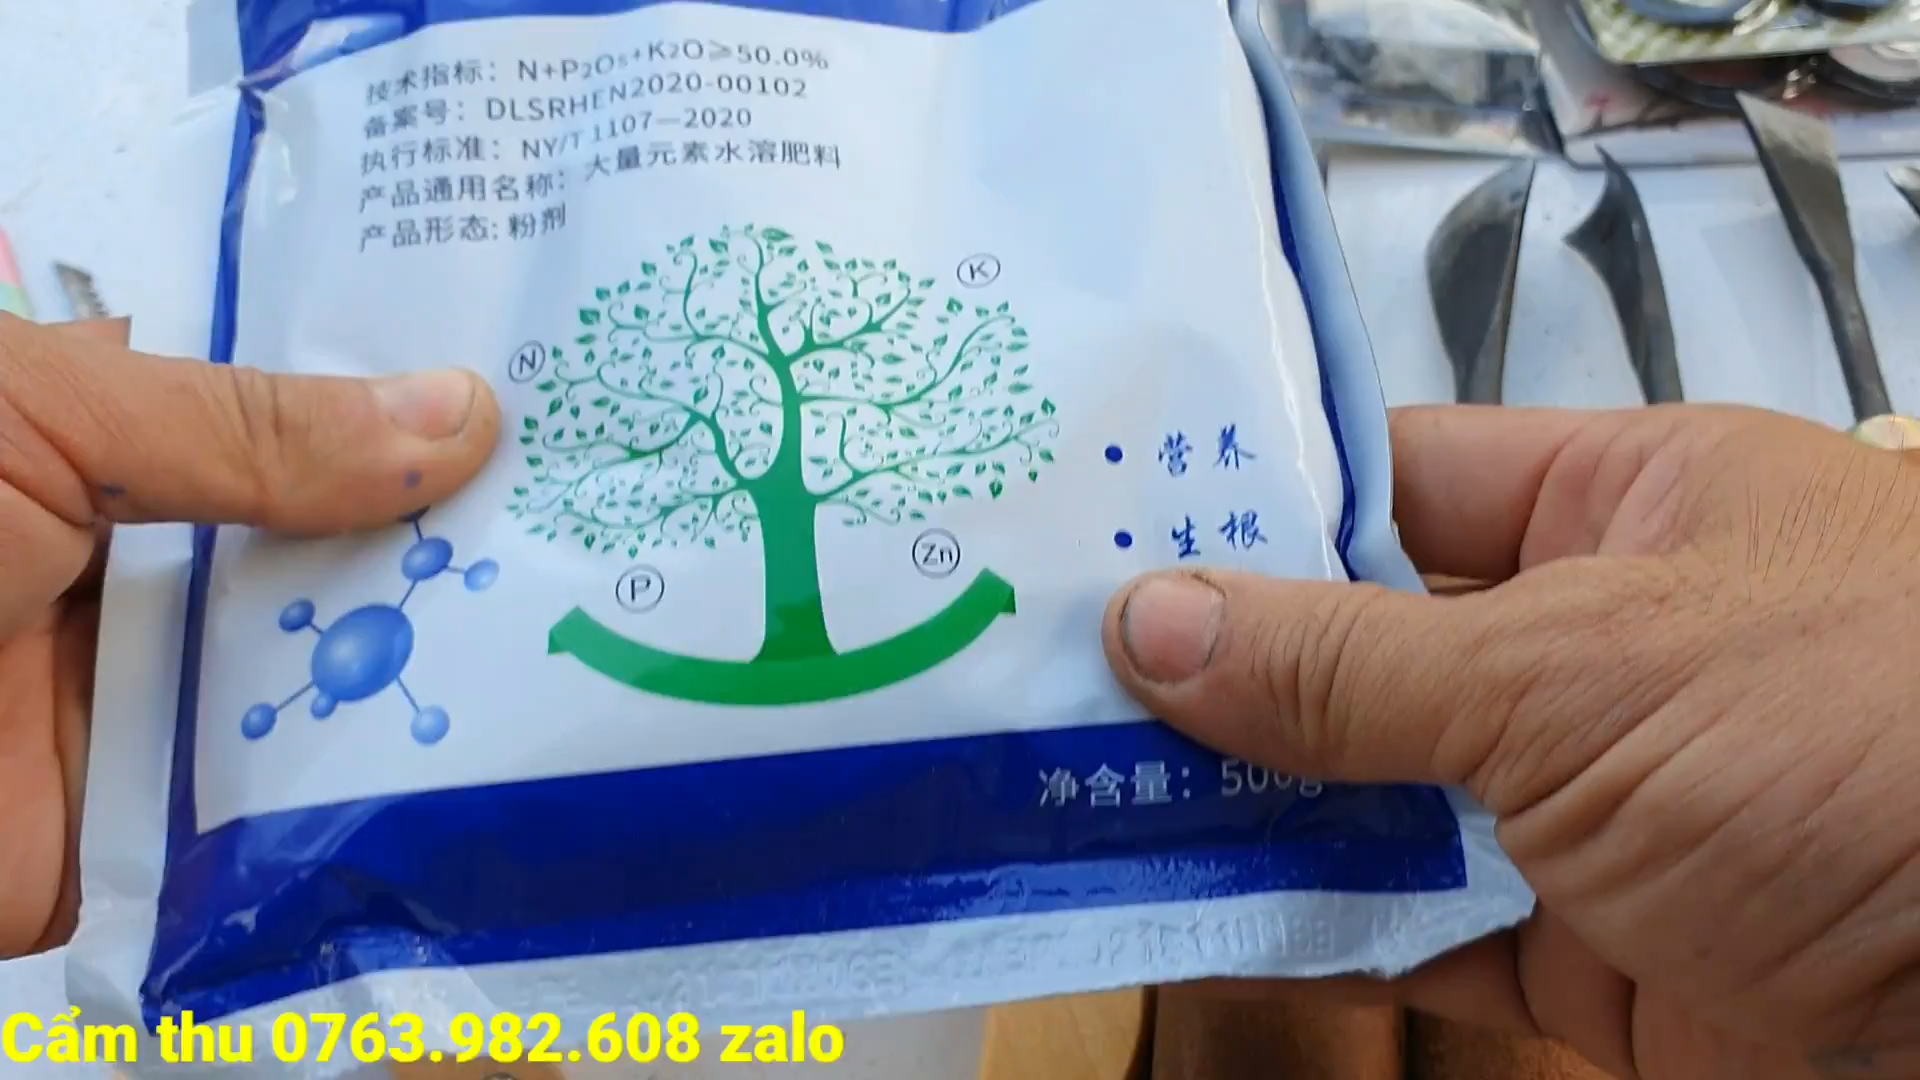 技术指标：N+P₂O₅+K₂O≥50.0%
备案号：DLSRHEN2020-00102
执行标准：NY/T 1107—2020
产品通用名称：大量元素水溶肥料
产品形态：粉剂
K
N
• 营养
• 生根
Zn
P
净含量：500g
Cẩm thu 0763.982.608 zalo